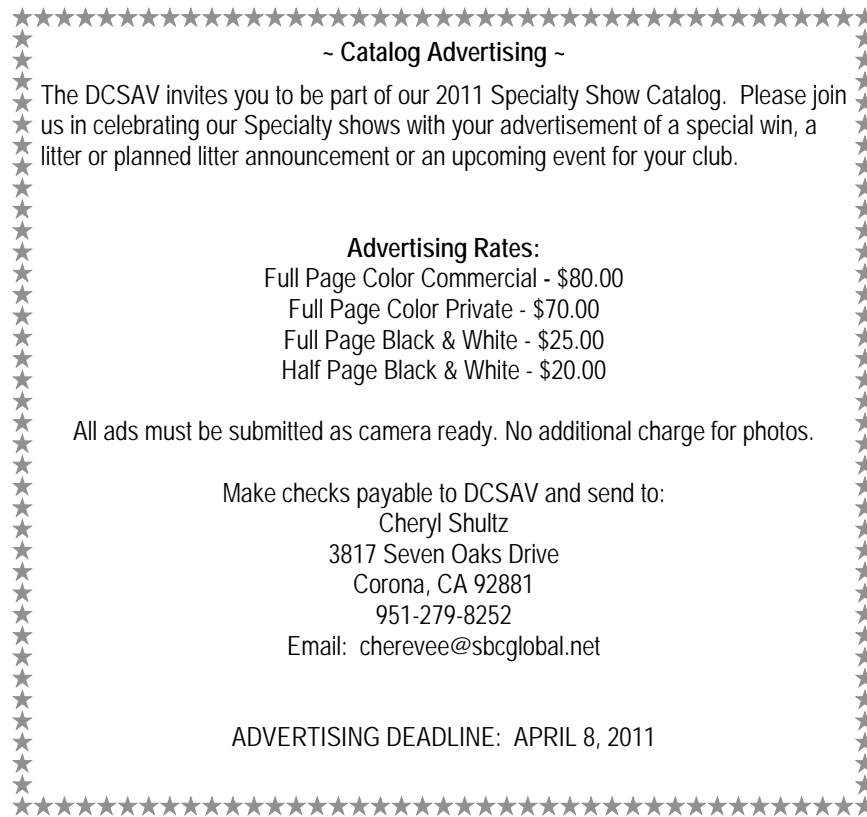 ~ Catalog Advertising ~
The DCSAV invites you to be part of our 2011 Specialty Show Catalog.  Please join
us in celebrating our Specialty shows with your advertisement of a special win, a
litter or planned litter announcement or an upcoming event for your club.
Advertising Rates:
Full Page Color Commercial - $80.00
Full Page Color Private - $70.00
Full Page Black & White - $25.00
Half Page Black & White - $20.00
All ads must be submitted as camera ready. No additional charge for photos.
Make checks payable to DCSAV and send to:
Cheryl Shultz
3817 Seven Oaks Drive
Corona, CA 92881
951-279-8252
Email:  cherevee@sbcglobal.net
ADVERTISING DEADLINE:  APRIL 8, 2011